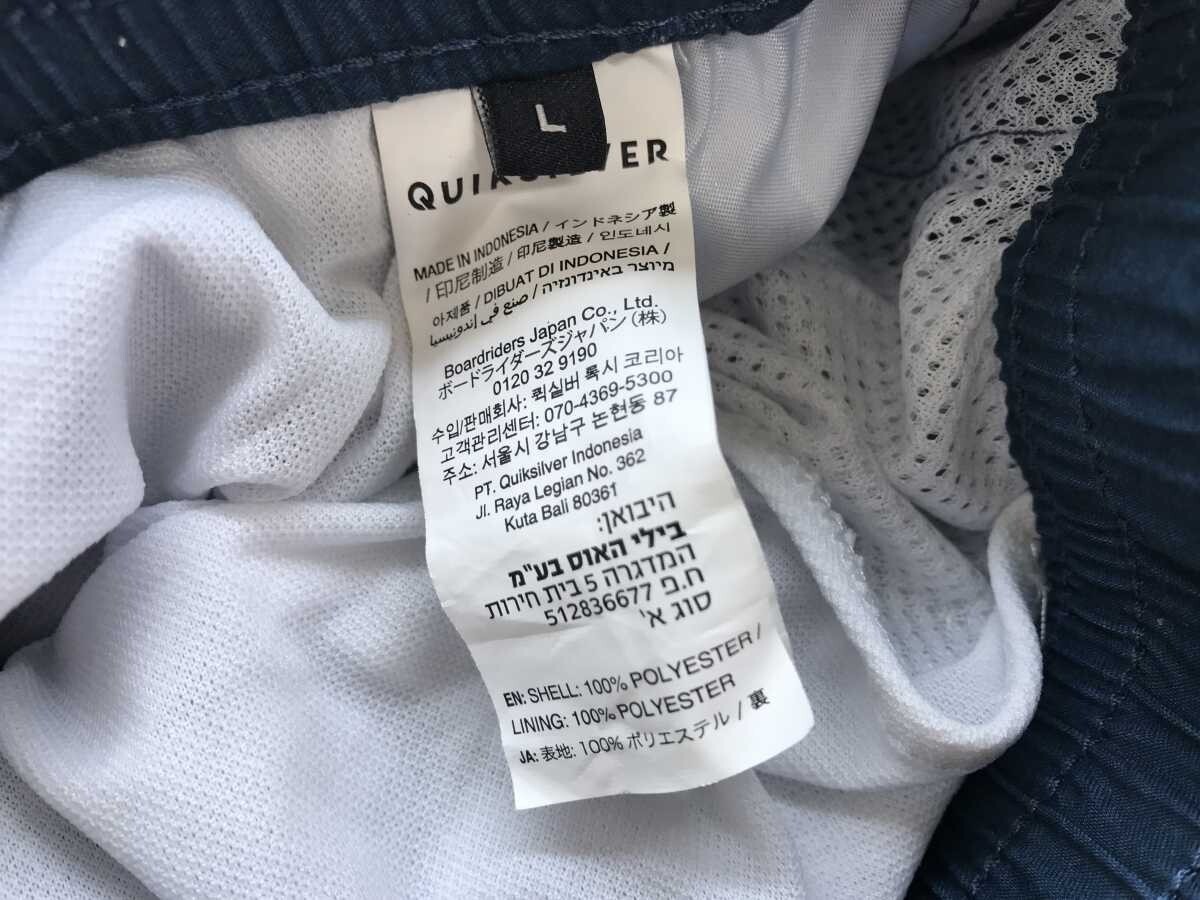 L
QUIKSILVER
MADE IN INDONESIA / インドネシア製
/ 印尼制造 / 印尼製造 / 인도네시
아제품 / DIBUAT DI INDONESIA /
מיוצר באינדונזיה / صنع في إندونيسيا
Boardriders Japan Co., Ltd.
ボードライダーズジャパン(株)
0120 32 9190
수입/판매회사: 퀵실버 록시 코리아
고객관리센터: 070-4369-5300
주소: 서울시 강남구 논현동 87
PT. Quiksilver Indonesia
Jl. Raya Legian No. 362
Kuta Bali 80361
היבואן:
בילי האוס בע"מ
המדגרה 5 בית חירות
ח.פ 512836677
סוג א'
EN: SHELL: 100% POLYESTER /
LINING: 100% POLYESTER
JA: 表地: 100% ポリエステル / 裏